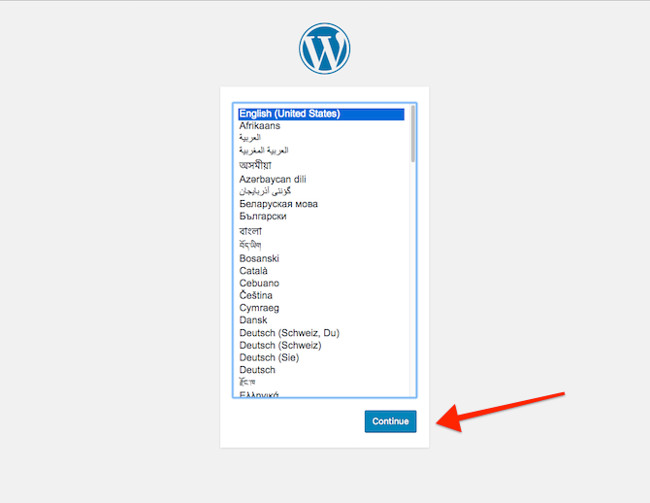 English (United States)
Afrikaans
العربية
العربية المغربية
অসমীয়া
Azərbaycan dili
گؤنئی آذربایجان
Беларуская мова
Български
বাংলা
བོད་ཡིག
Bosanski
Català
Cebuano
Čeština
Cymraeg
Dansk
Deutsch (Schweiz, Du)
Deutsch (Schweiz)
Deutsch (Sie)
Deutsch
རྫོང་ཁ
Ελληνικά
Continue